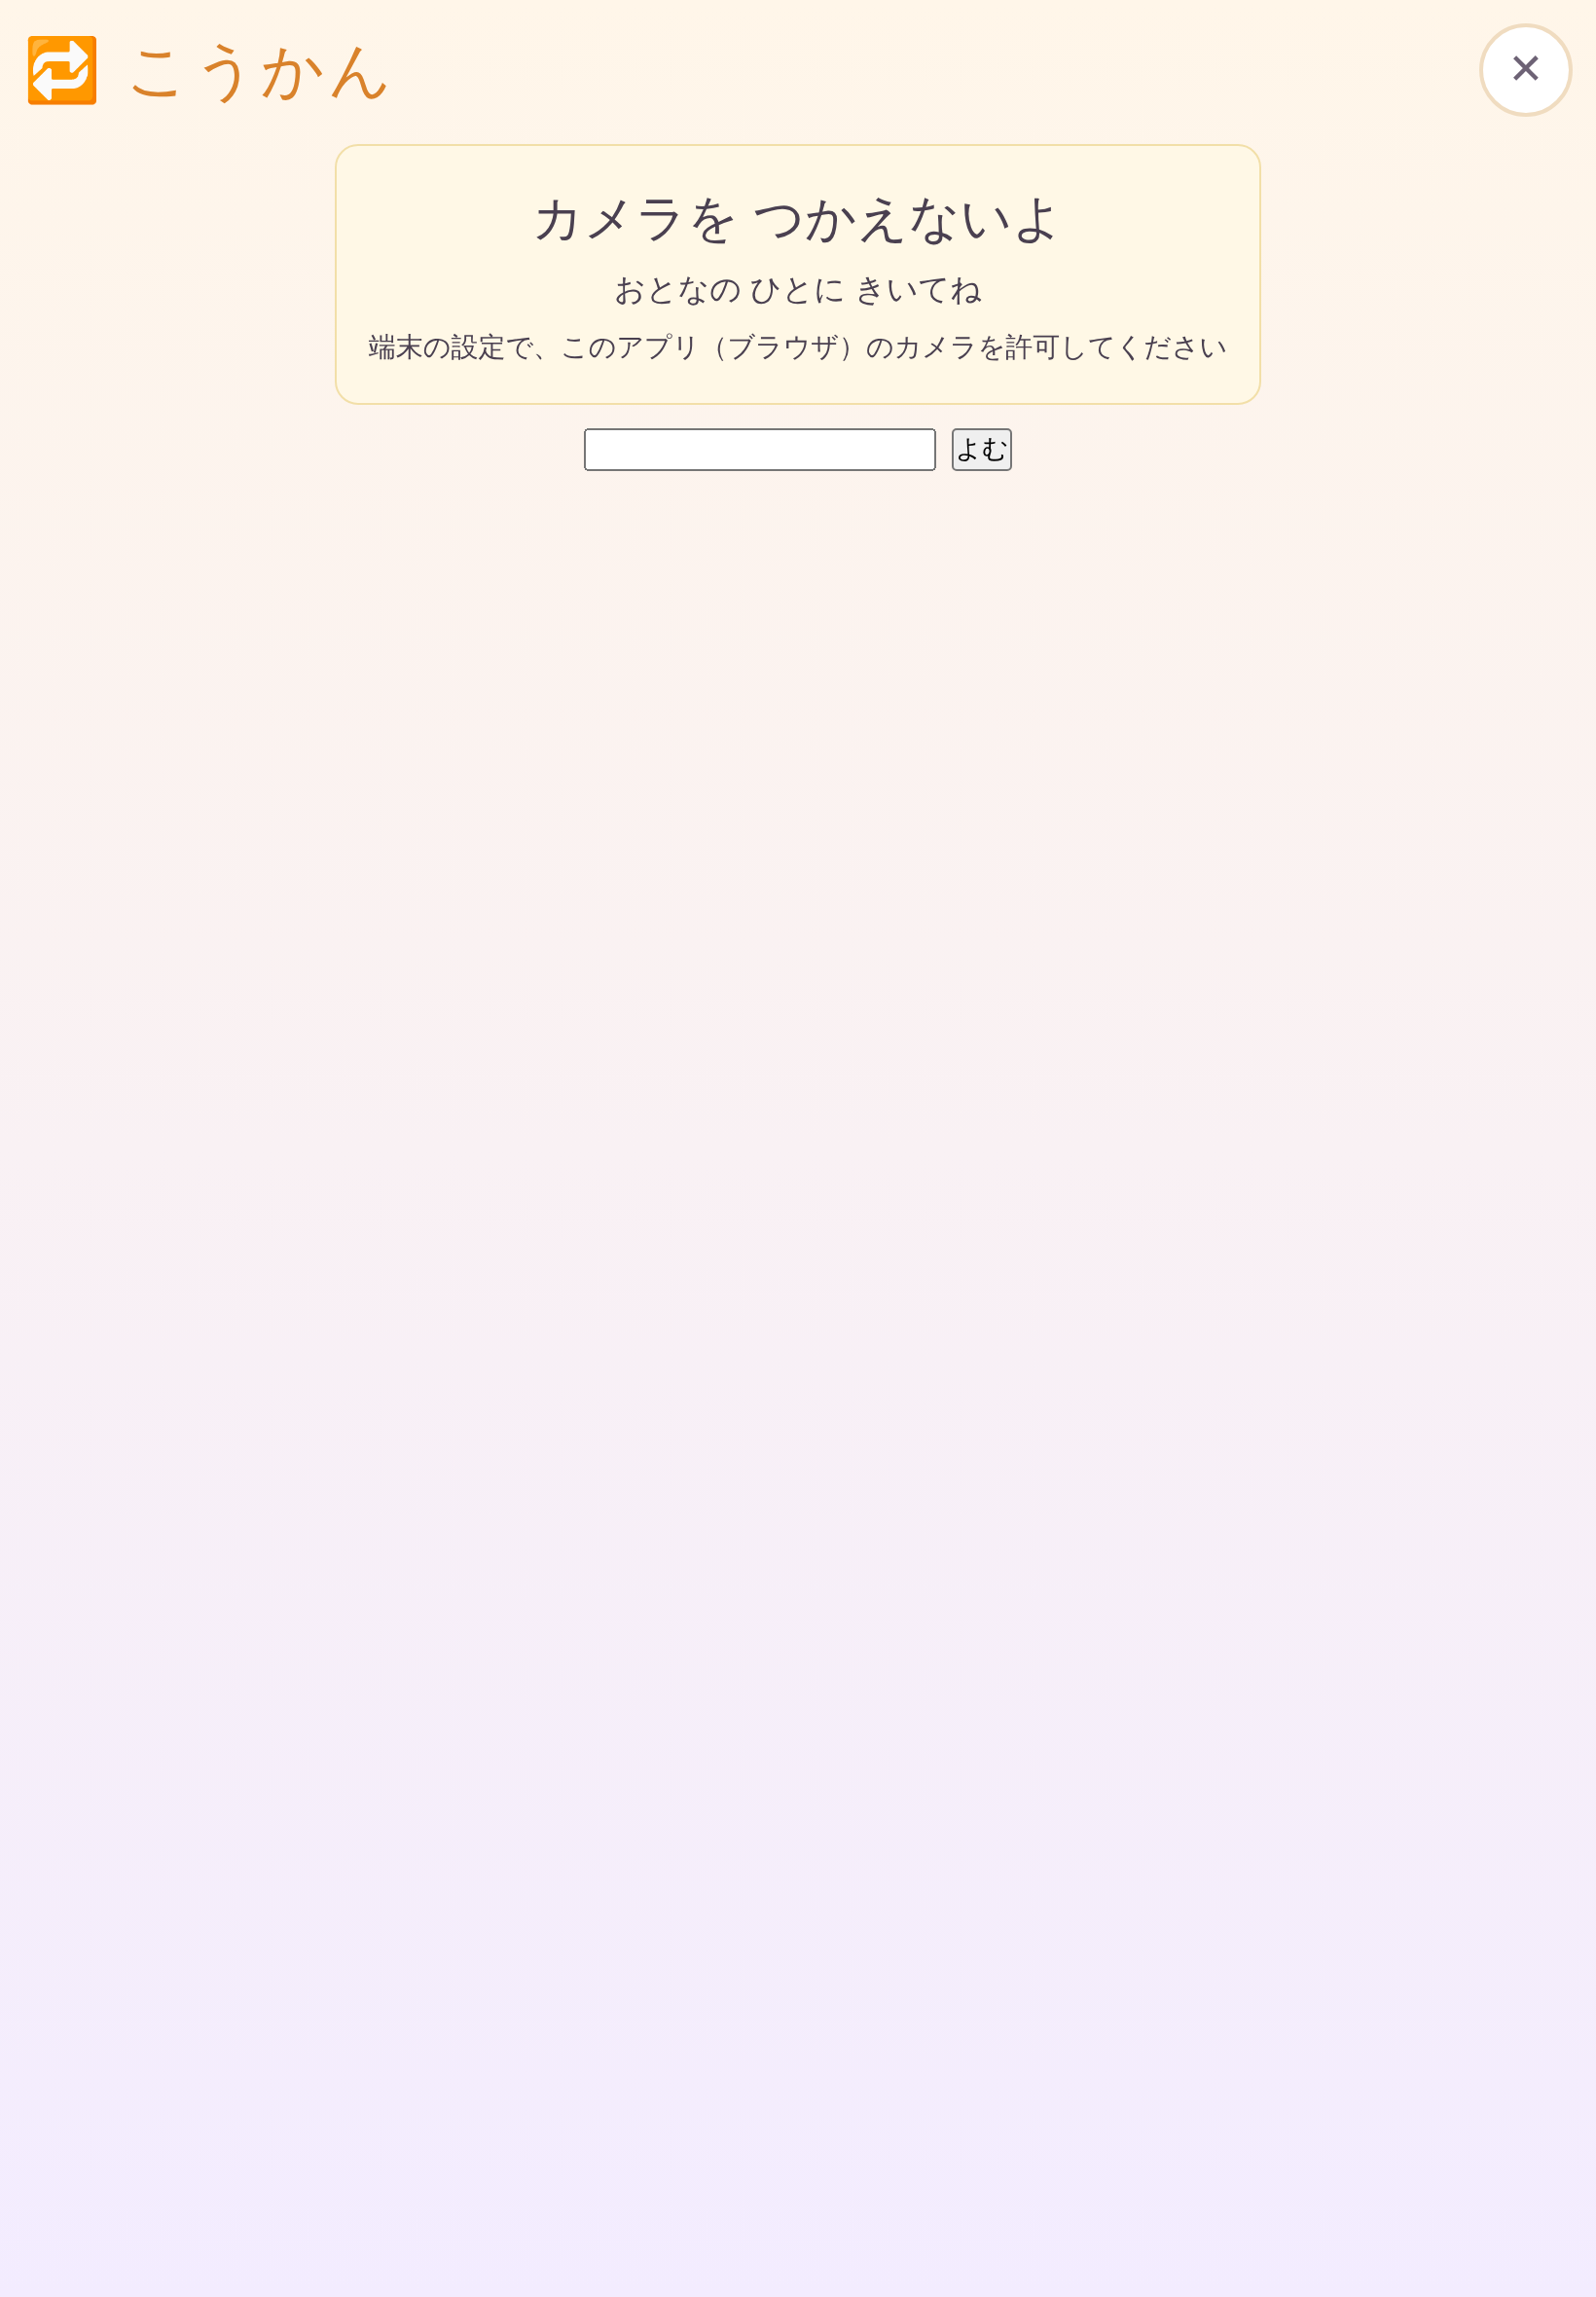 🔁 こうかん
✕
カメラを つかえないよ
おとなの ひとに きいてね
端末の設定で、このアプリ（ブラウザ）のカメラを許可してください
よむ